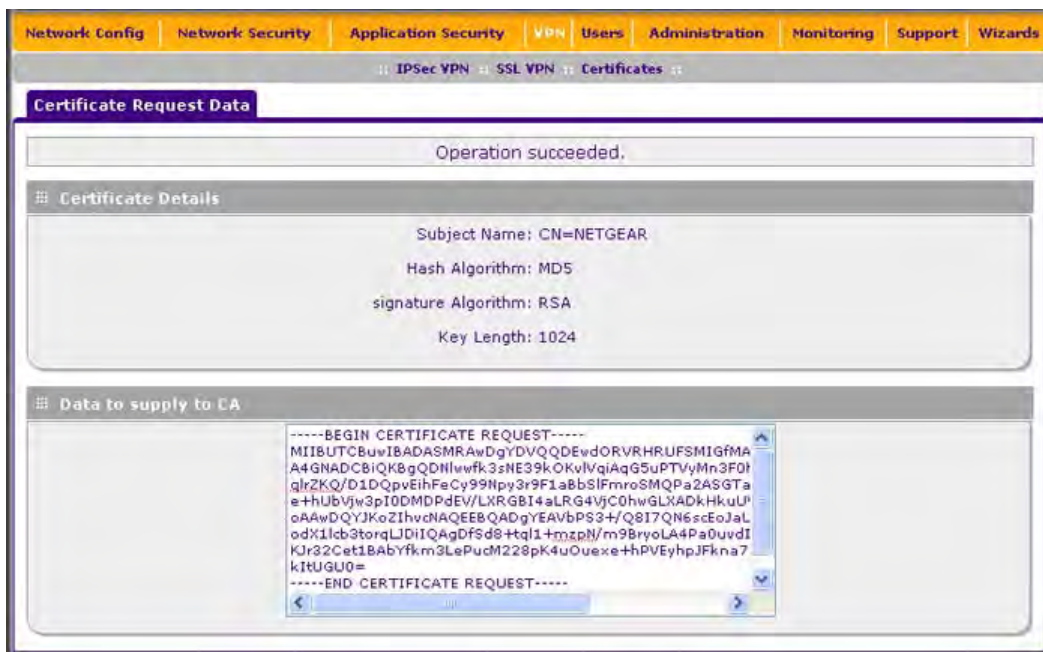 Network Config Network Security Application Security VPN Users Administration Monitoring Support Wizards
:: IPSec VPN :: SSL VPN :: Certificates ::
Certificate Request Data
Operation succeeded.
Certificate Details
Subject Name: CN=NETGEAR
Hash Algorithm: MD5
signature Algorithm: RSA
Key Length: 1024
Data to supply to CA
-----BEGIN CERTIFICATE REQUEST-----
MIIBUTCBuwIBADASMRAwDgYDVQQDEwdORVRHRUFSMIGfMA
A4GNADCBiQKBgQDNlwwfk3sNE39kOKvlVqiAqG5uPTVyMn3F0h
qlrZKQ/D1DQpvEihFeCy99Npy3r9F1aBbSlFmroSMQPa2ASGTa
e+hUbVjw3pI0DMDPdEV/LXRGBI4aLRG4VjC0hwGLXADkHkuU
oAAwDQYJKoZIhvcNAQEEBQADgYEAVbPS3+/Q8I7QN6scEoJaL
odX1lcb3torqLJDiIQAgDfSd8+tql1+mzpN/m9BryoLA4Pa0uvdI
KJr32Cet1BAbYfkm3LePucM228pK4uOuexe+hPVEyhpJFkna7
kItUGU0=
-----END CERTIFICATE REQUEST-----